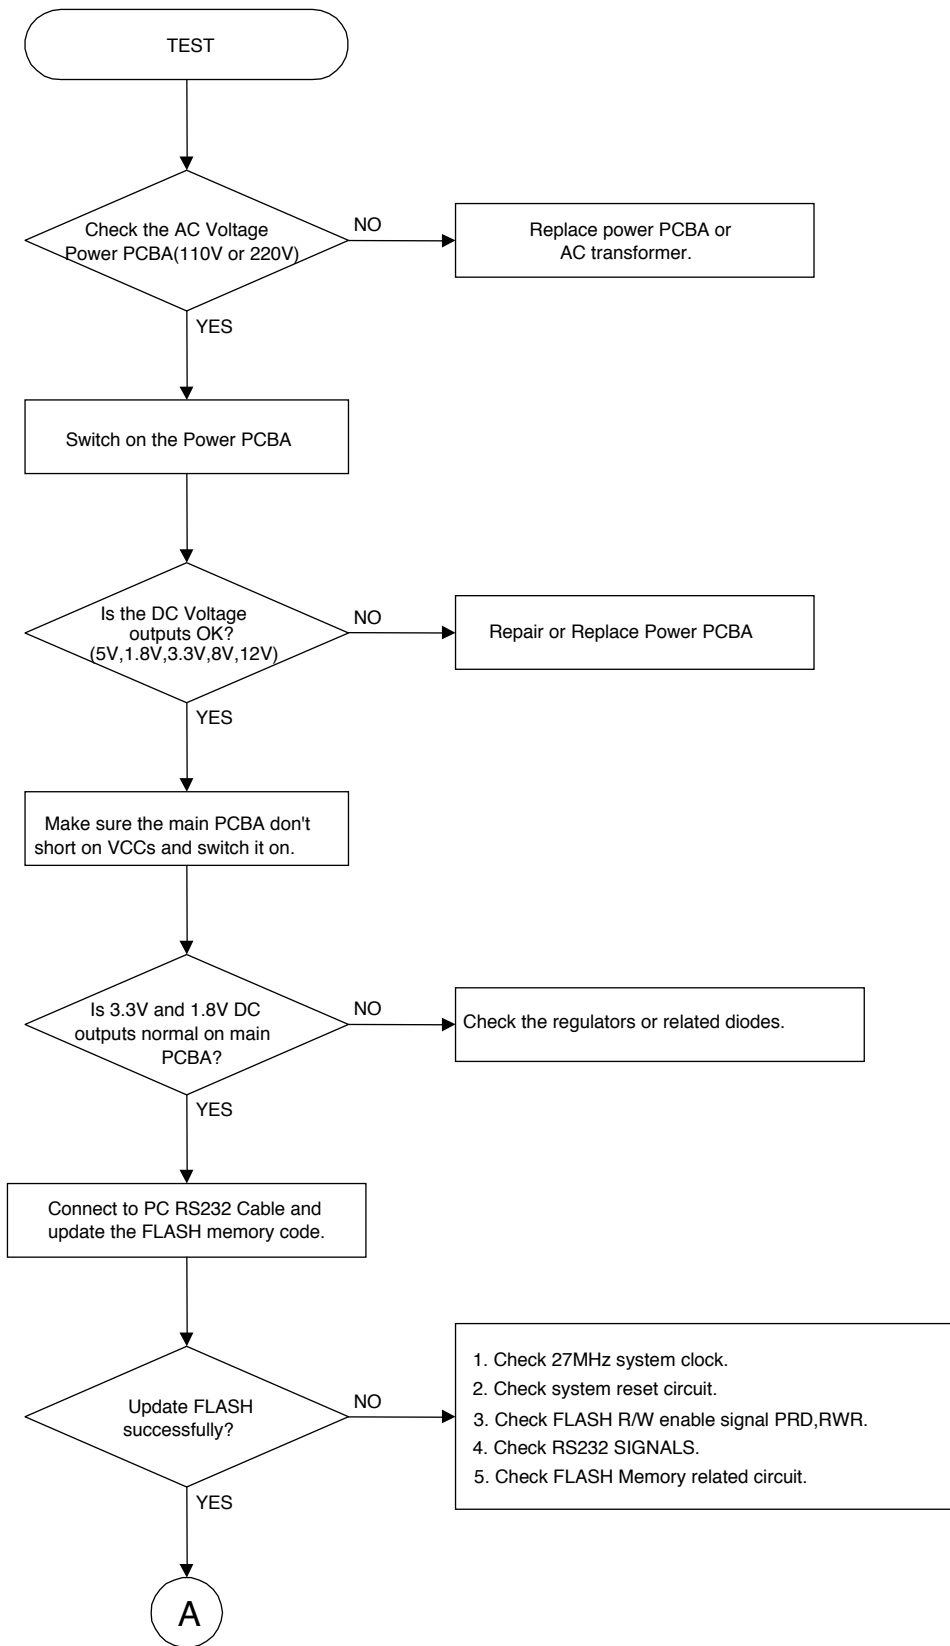 TEST
Check the AC Voltage
Power PCBA(110V or 220V)
NO
Replace power PCBA or
AC transformer.
YES
Switch on the Power PCBA
Is the DC Voltage
outputs OK?
(5V,1.8V,3.3V,8V,12V)
NO
Repair or Replace Power PCBA
YES
Make sure the main PCBA don't
short on VCCs and switch it on.
Is 3.3V and 1.8V DC
outputs normal on main
PCBA?
NO
Check the regulators or related diodes.
YES
Connect to PC RS232 Cable and
update the FLASH memory code.
Update FLASH
successfully?
NO
1. Check 27MHz system clock.
2. Check system reset circuit.
3. Check FLASH R/W enable signal PRD,RWR.
4. Check RS232 SIGNALS.
5. Check FLASH Memory related circuit.
YES
A